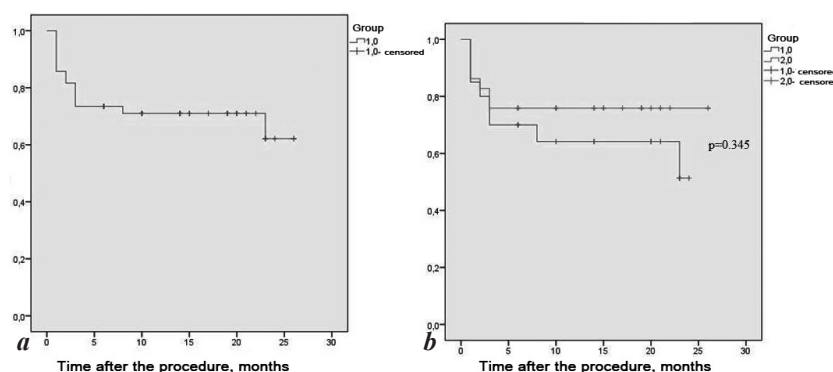 Group
1,0
1,0- censored
1,0
0,8
0,6
0,4
0,2
0,0
0 5 10 15 20 25 30
a
Time after the procedure, months
Group
1,0
2,0
1,0- censored
2,0- censored
1,0
0,8
0,6
0,4
0,2
0,0
p=0.345
0 5 10 15 20 25 30
b
Time after the procedure, months